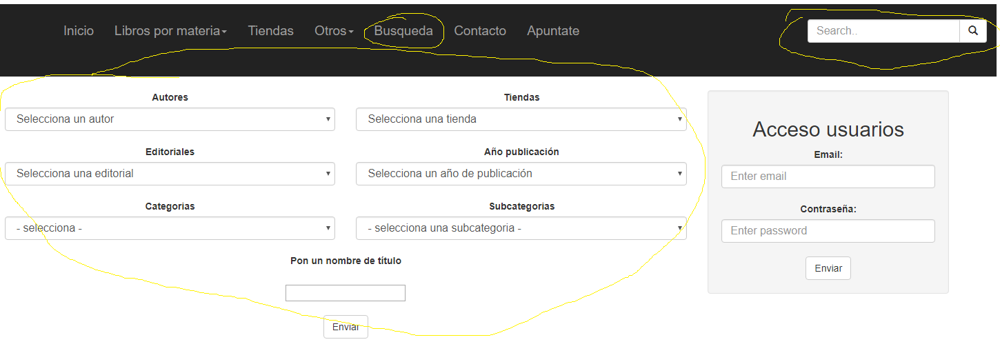 Inicio Libros por materia Tiendas Otros Busqueda Contacto Apuntate Search..
Autores Tiendas
Selecciona un autor Selecciona una tienda
Editoriales Año publicación
Selecciona una editorial Selecciona un año de publicación
Categorias Subcategorias
- selecciona - - selecciona una subcategoria -
Pon un nombre de título
Enviar
Acceso usuarios
Email:
Enter email
Contraseña:
Enter password
Enviar